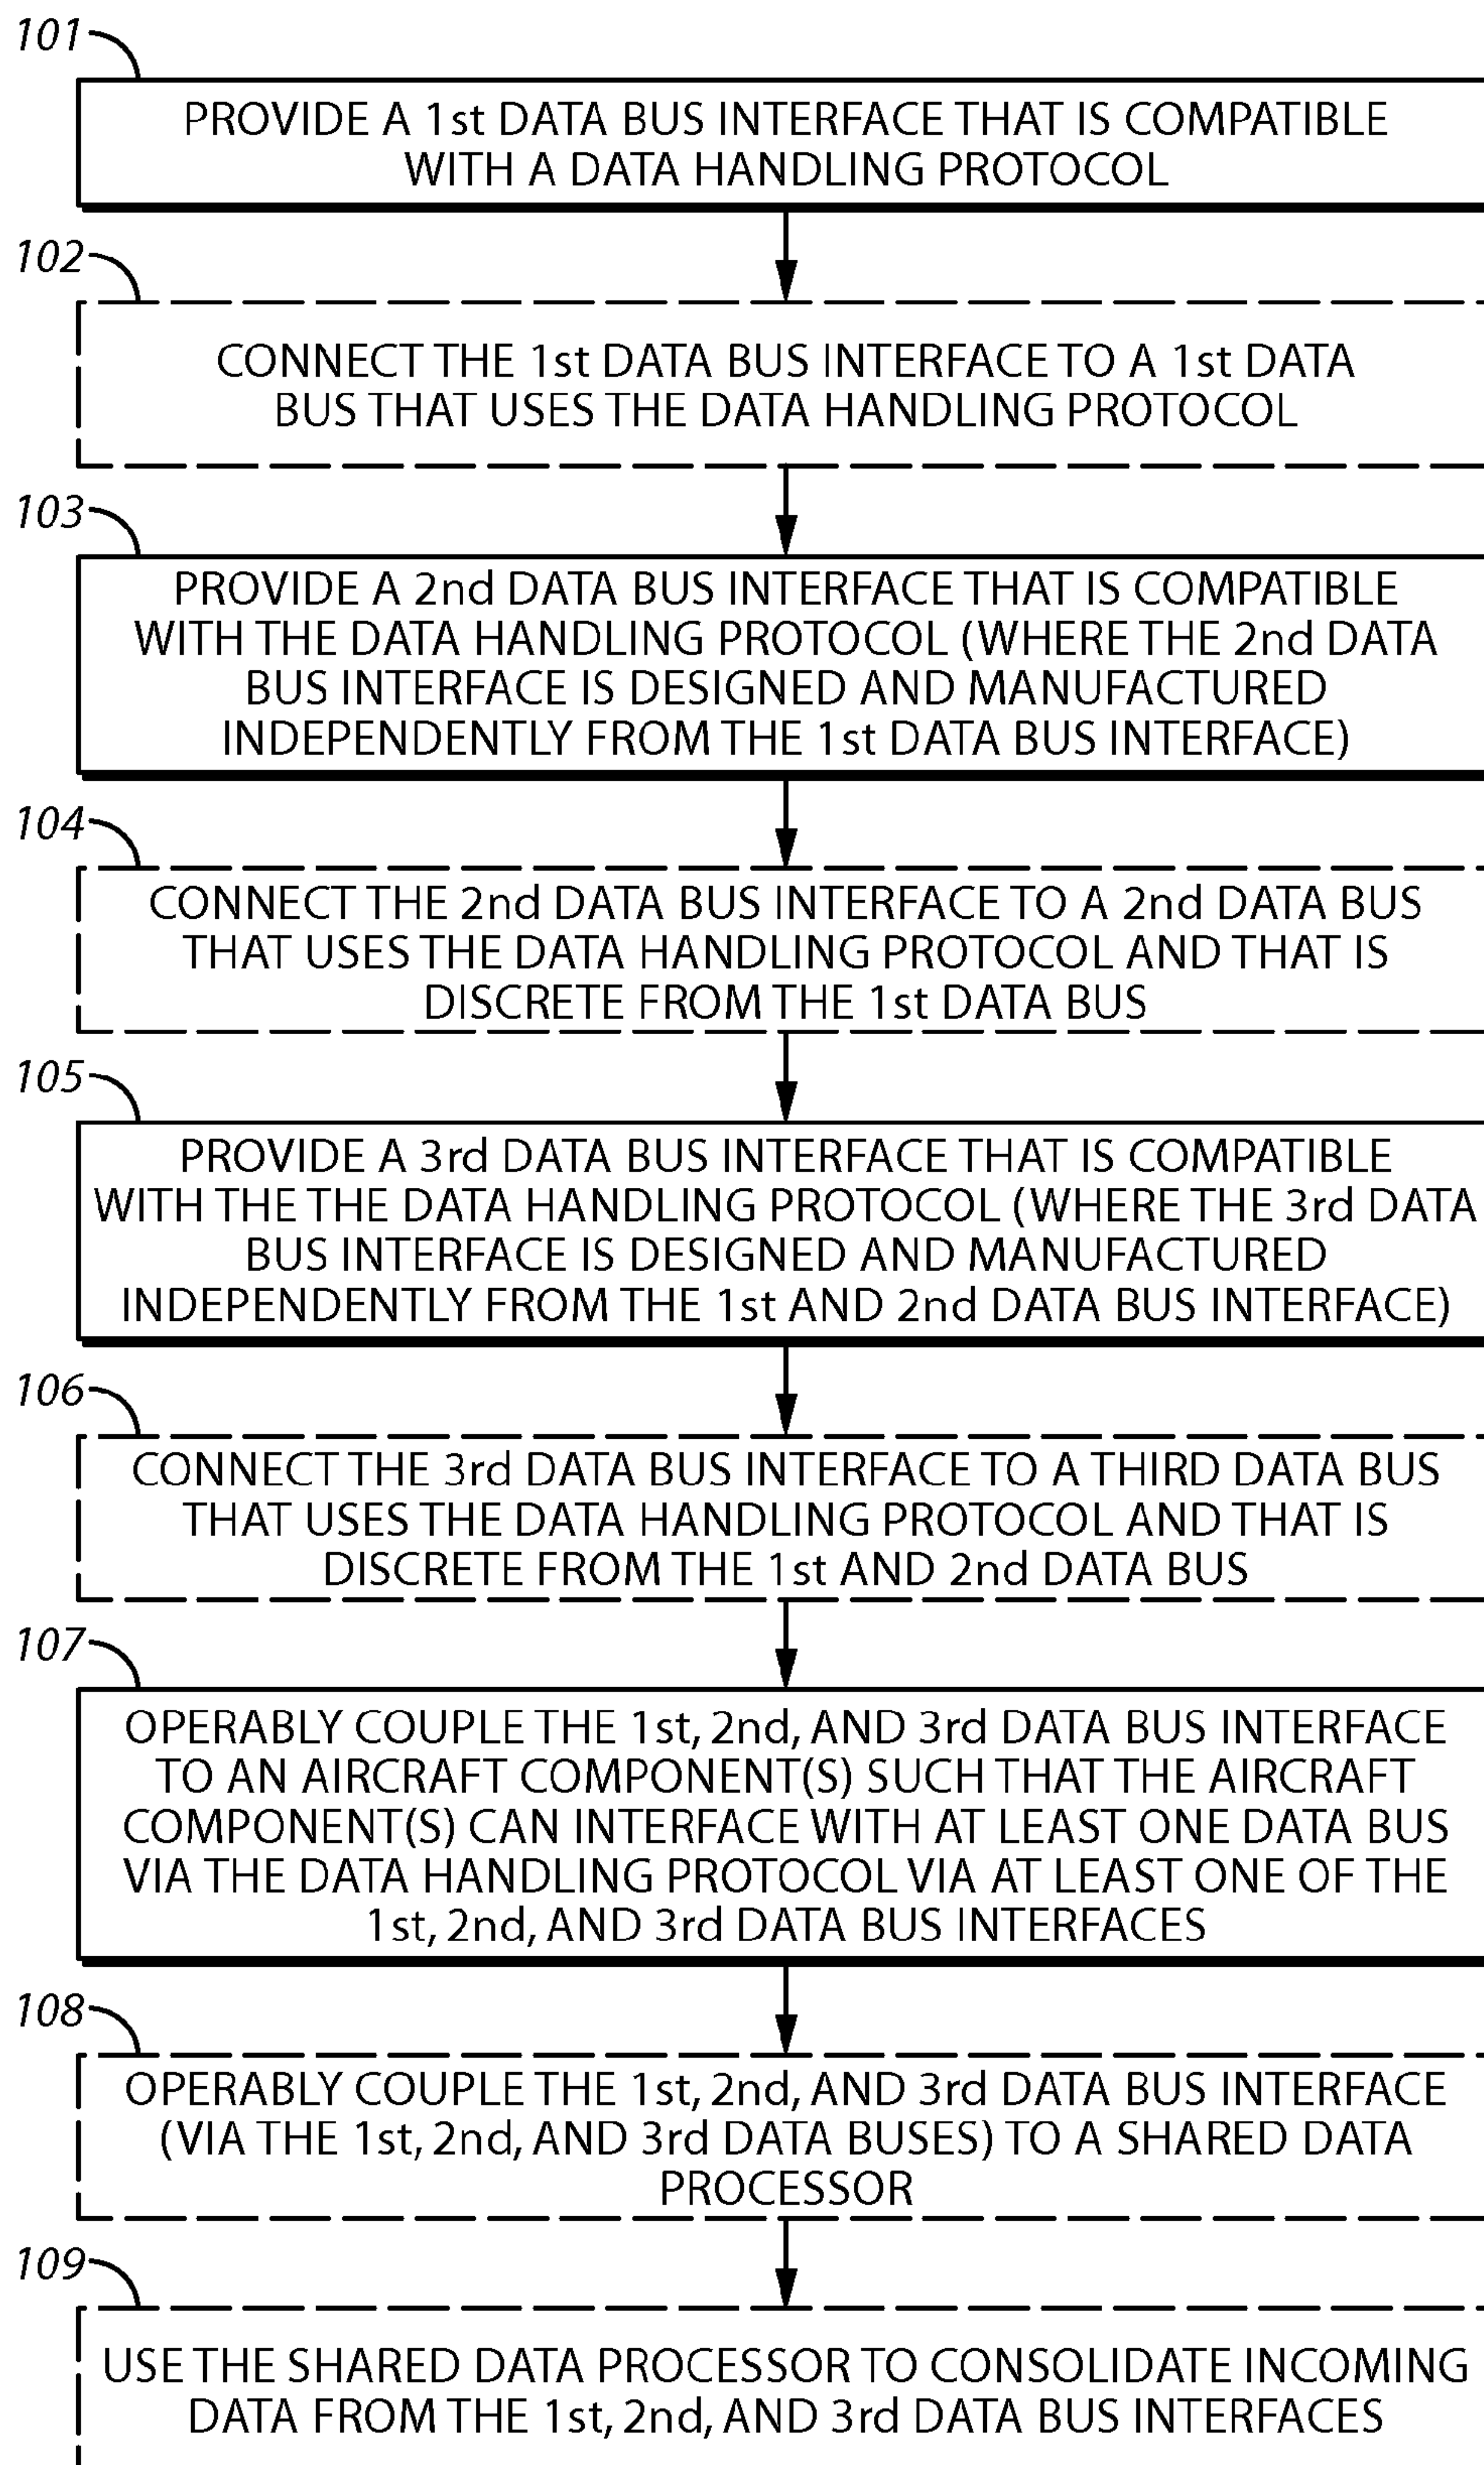 101
PROVIDE A 1st DATA BUS INTERFACE THAT IS COMPATIBLE
WITH A DATA HANDLING PROTOCOL
102
CONNECT THE 1st DATA BUS INTERFACE TO A 1st DATA
BUS THAT USES THE DATA HANDLING PROTOCOL
103
PROVIDE A 2nd DATA BUS INTERFACE THAT IS COMPATIBLE
WITH THE DATA HANDLING PROTOCOL (WHERE THE 2nd DATA
BUS INTERFACE IS DESIGNED AND MANUFACTURED
INDEPENDENTLY FROM THE 1st DATA BUS INTERFACE)
104
CONNECT THE 2nd DATA BUS INTERFACE TO A 2nd DATA BUS
THAT USES THE DATA HANDLING PROTOCOL AND THAT IS
DISCRETE FROM THE 1st DATA BUS
105
PROVIDE A 3rd DATA BUS INTERFACE THAT IS COMPATIBLE
WITH THE THE DATA HANDLING PROTOCOL (WHERE THE 3rd DATA
BUS INTERFACE IS DESIGNED AND MANUFACTURED
INDEPENDENTLY FROM THE 1st AND 2nd DATA BUS INTERFACE)
106
CONNECT THE 3rd DATA BUS INTERFACE TO A THIRD DATA BUS
THAT USES THE DATA HANDLING PROTOCOL AND THAT IS
DISCRETE FROM THE 1st AND 2nd DATA BUS
107
OPERABLY COUPLE THE 1st, 2nd, AND 3rd DATA BUS INTERFACE
TO AN AIRCRAFT COMPONENT(S) SUCH THAT THE AIRCRAFT
COMPONENT(S) CAN INTERFACE WITH AT LEAST ONE DATA BUS
VIA THE DATA HANDLING PROTOCOL VIA AT LEAST ONE OF THE
1st, 2nd, AND 3rd DATA BUS INTERFACES
108
OPERABLY COUPLE THE 1st, 2nd, AND 3rd DATA BUS INTERFACE
(VIA THE 1st, 2nd, AND 3rd DATA BUSES) TO A SHARED DATA
PROCESSOR
109
USE THE SHARED DATA PROCESSOR TO CONSOLIDATE INCOMING
DATA FROM THE 1st, 2nd, AND 3rd DATA BUS INTERFACES